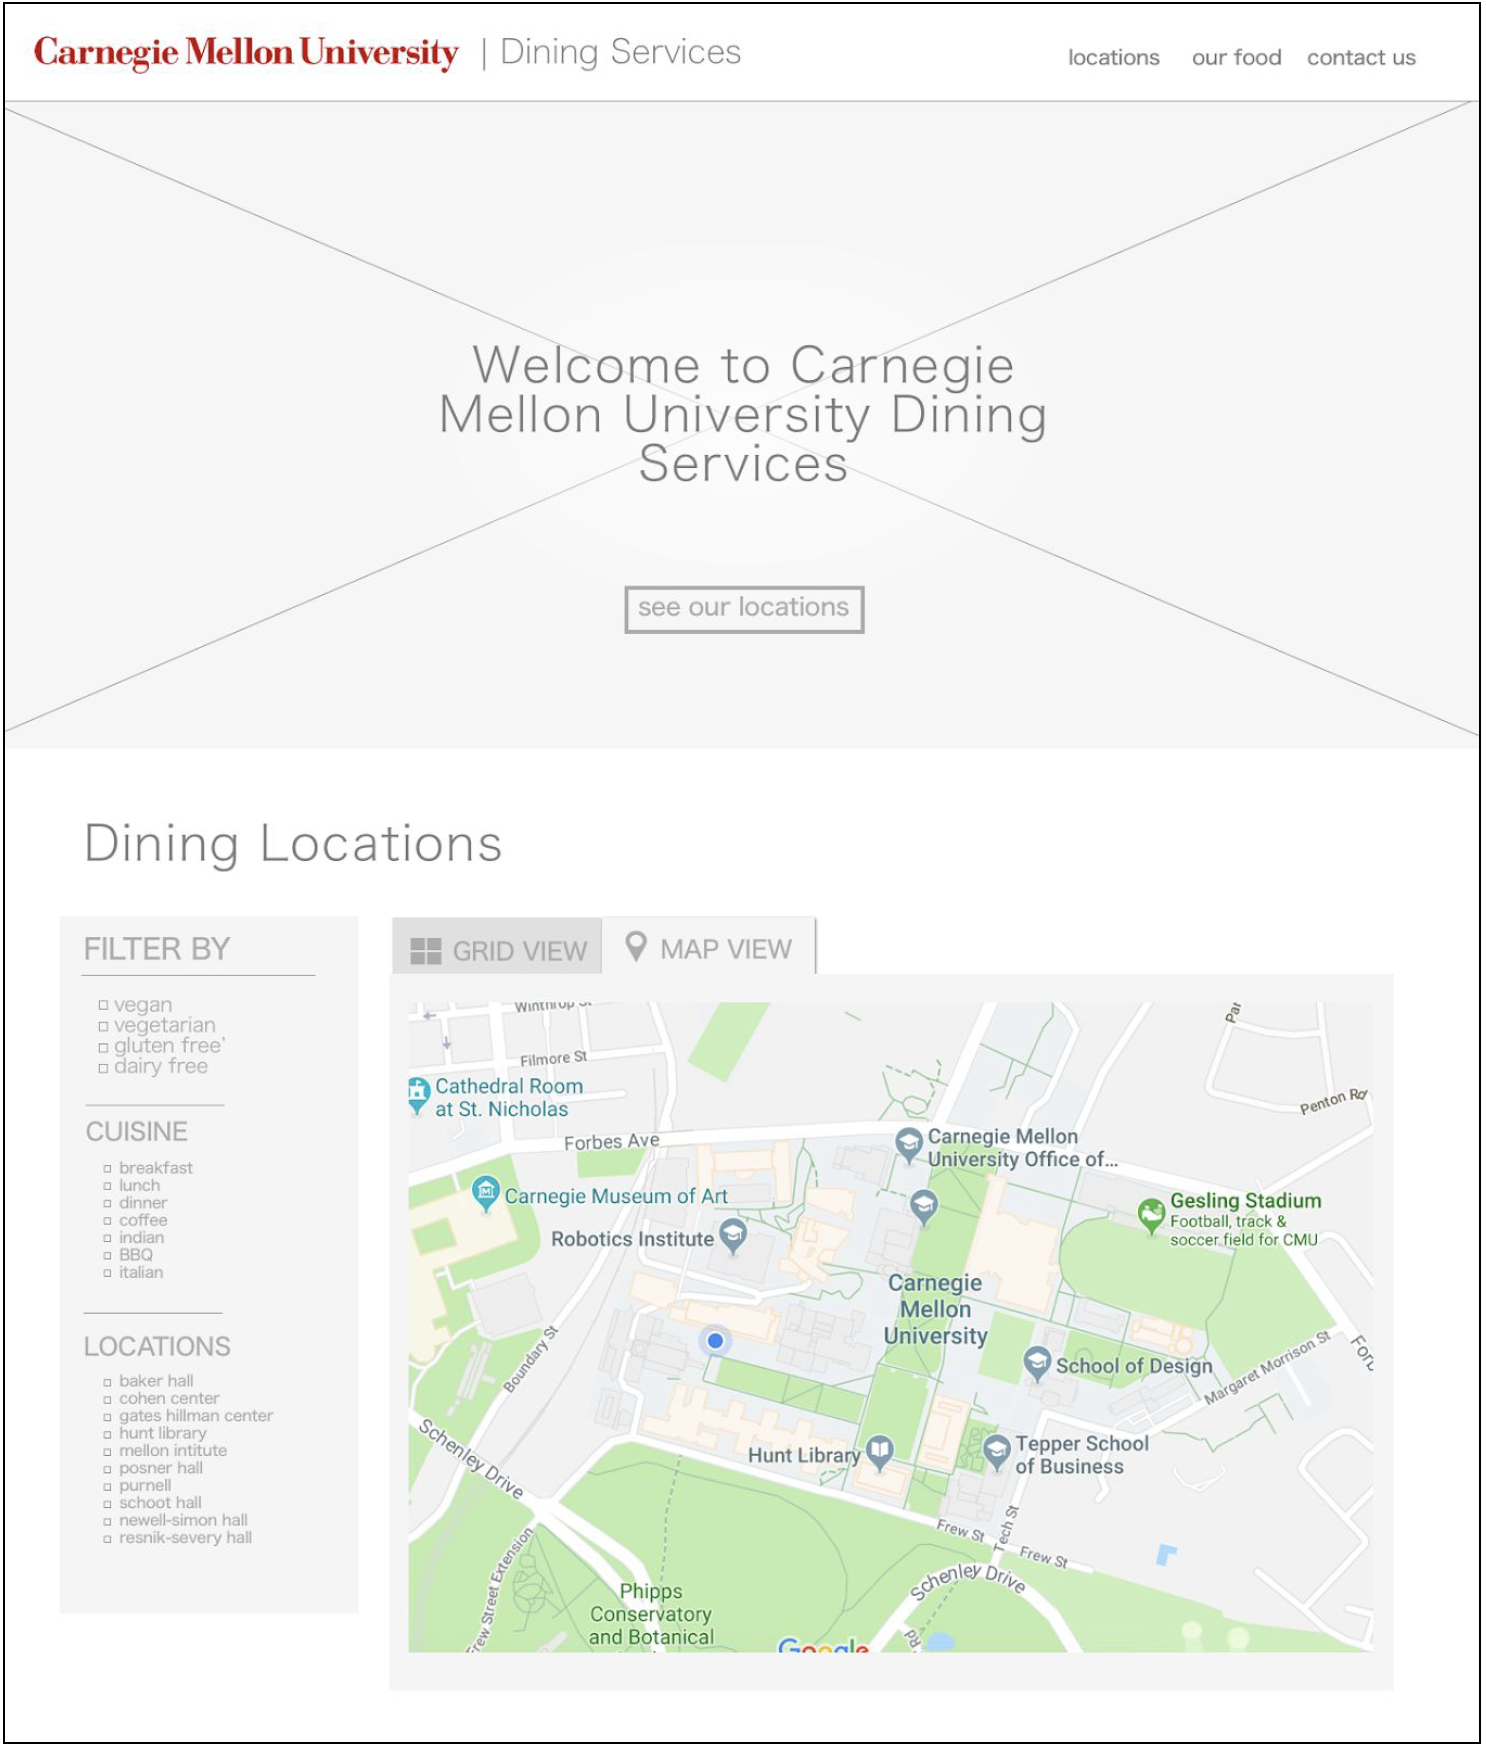 Carnegie Mellon University | Dining Services
locations our food contact us
Welcome to Carnegie
Mellon University Dining
Services
see our locations
Dining Locations
FILTER BY
vegan
vegetarian
gluten free'
dairy free
CUISINE
breakfast
lunch
dinner
coffee
indian
BBQ
italian
LOCATIONS
baker hall
cohen center
gates hillman center
hunt library
mellon intitute
posner hall
purnell
schoot hall
newell-simon hall
resnik-severy hall
GRID VIEW
MAP VIEW
Winthrop St
Filmore St
Cathedral Room
at St. Nicholas
Forbes Ave
Penton Rd
Carnegie Mellon
University Office of...
Carnegie Museum of Art
Robotics Institute
Gesling Stadium
Football, track &
soccer field for CMU
Carnegie
Mellon
University
Boundary St
School of Design
Margaret Morrison St
Schenley Drive
Hunt Library
Tepper School
of Business
Frew St
Tech St
Frew St
Schenley Drive
Frew Street Extension
Phipps
Conservatory
and Botanical
Rd
Google